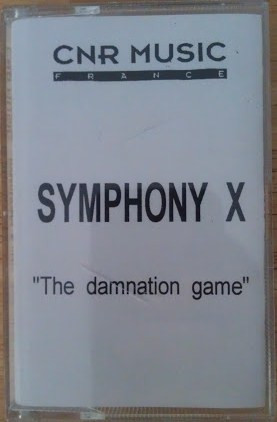 CNR MUSIC
FRANCE
SYMPHONY X
"The damnation game"